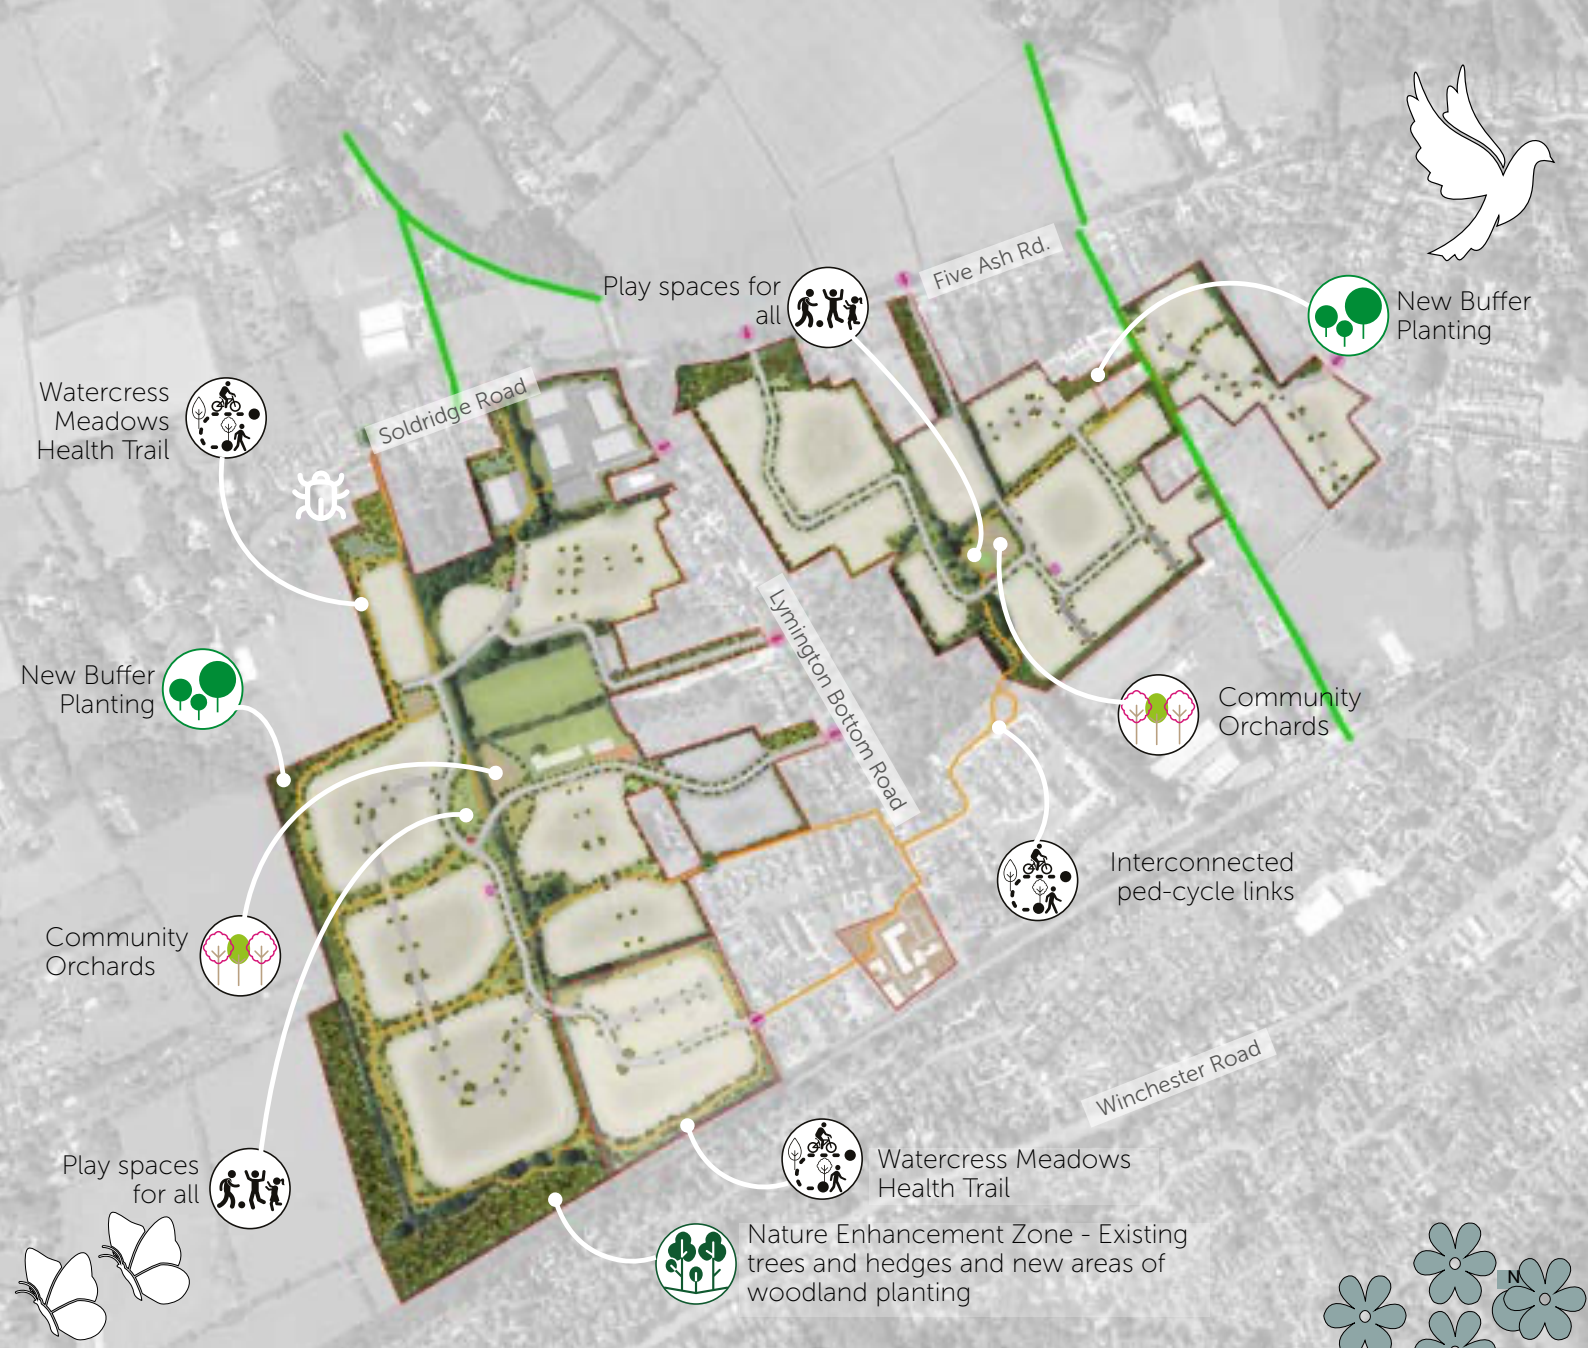 Five Ash Rd.
Play spaces for
all
New Buffer
Planting
Watercress
Meadows
Health Trail
Soldridge Road
Lymington Bottom Road
New Buffer
Planting
Community
Orchards
Interconnected
ped-cycle links
Community
Orchards
Winchester Road
Play spaces
for all
Watercress Meadows
Health Trail
Nature Enhancement Zone - Existing
trees and hedges and new areas of
woodland planting
N